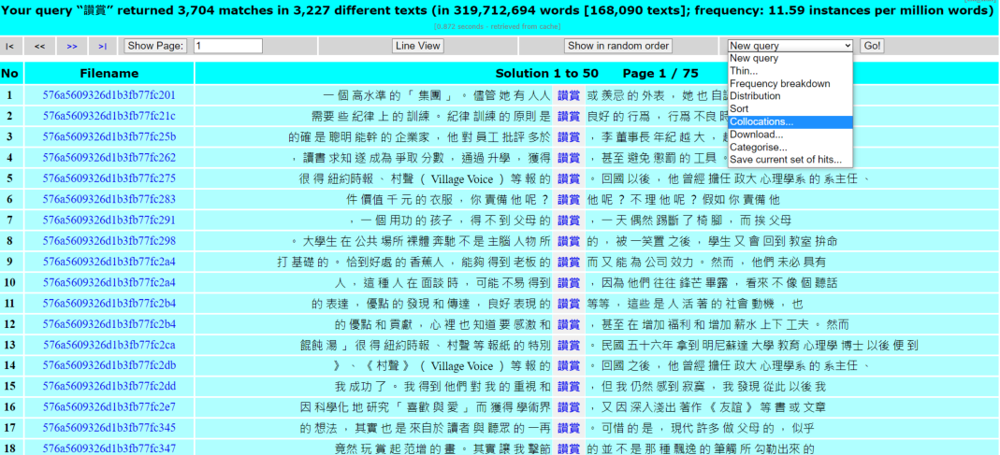 Your query “讚賞” returned 3,704 matches in 3,227 different texts (in 319,712,694 words [168,090 texts]; frequency: 11.59 instances per million words)
[0.872 seconds - retrieved from cache]
|< << >> >| Show Page: 1 Line View Show in random order New query Go!
New query
Thin...
Frequency breakdown
Distribution
Sort
Collocations...
Download...
Categorise...
Save current set of hits...
No Filename Solution 1 to 50 Page 1 / 75
1 576a5609326d1b3fb77fc201 一 個 高水準 的 「 集團 」 。 儘管 她 有 人人 讚賞 或 羨忌 的 外表 ， 她 也 自
2 576a5609326d1b3fb77fc21c 需要 些 紀律 上 的 訓練 。 紀律 訓練 的 原則 是 讚賞 良好 的 行爲 ， 行爲 不良
3 576a5609326d1b3fb77fc25b 的確 是 聰明 能幹 的 企業家 ， 他 對 員工 批評 多於 讚賞 ， 李 董事長 年紀 越 大 ，
4 576a5609326d1b3fb77fc262 ， 讀書 求知 遂 成為 爭取 分數 ， 通過 升學 ， 獲得 讚賞 ， 甚至 避免 懲罰 的 工具 。
5 576a5609326d1b3fb77fc275 很 得 紐約時報 、 村聲 （ Village Voice ） 等 報 的 讚賞 。 回國 以後 ， 他 曾經 擔任 政大 心理學系 的 系主任 、
6 576a5609326d1b3fb77fc283 件 價值 千 元 的 衣服 ， 你 責備 他 呢 ？ 讚賞 他 呢 ？ 不理 他 呢 ？ 假如 你 責備 他
7 576a5609326d1b3fb77fc291 ， 一 個 用功 的 孩子 ， 得 不 到 父母 的 讚賞 ， 一天 偶然 踢斷 了 椅腳 ， 而 挨 父母
8 576a5609326d1b3fb77fc298 。 大學生 在 公共 場所 裸體 奔馳 不 是 主腦 人物 所 讚賞 的 ， 被 一笑置之 後 ， 學生 又 會 回到 教室 拚命
9 576a5609326d1b3fb77fc2a4 打 基礎 的 。 恰到好處 的 香蕉人 ， 能夠 得到 老板 的 讚賞 而 又 能 為 公司 效力 。 然而 ， 他們 未必 具有
10 576a5609326d1b3fb77fc2a4 人 ， 這 種 人 在 面談 時 ， 可能 不易 得到 讚賞 ， 因為 他們 往往 鋒芒 畢露 ， 看來 不 像 個 聽話
11 576a5609326d1b3fb77fc2b4 的 表達 ， 優點 的 發現 和 傳達 ， 良好 表現 的 讚賞 等等 ， 這些 是 人 活 著 的 社會 動機 ， 也
12 576a5609326d1b3fb77fc2b4 的 優點 和 貢獻 ， 心裡 也 知道 要 感激 和 讚賞 ， 甚至 在 增加 福利 和 增加 薪水 上 下 工夫 。 然而
13 576a5609326d1b3fb77fc2ca 餛飩 湯 」 很 得 紐約時報 、 村聲 等 報紙 的 特別 讚賞 。 民國 五十六年 拿到 明尼蘇達 大學 教育 心理學 博士 以後 便 到
14 576a5609326d1b3fb77fc2db 》 、 《 村聲 》 （ Village Voice ） 等 報 的 讚賞 。 回國 之後 ， 他 曾經 擔任 政大 心理學系 的 系主任 、
15 576a5609326d1b3fb77fc2dd 我 成功 了 。 我 得到 他們 對 我 的 重視 和 讚賞 ， 但 我 仍然 感到 寂寞 ， 我 發現 從此 以後 我
16 576a5609326d1b3fb77fc2e7 因 科學化 地 研究 「 喜歡 與 愛 」 而 獲得 學術界 讚賞 ， 又 因 深入淺出 著作 《 友誼 》 等 書 或 文章
17 576a5609326d1b3fb77fc345 的 想法 ， 其實 也 是 來自 於 讀者 與 聽眾 的 一再 讚賞 。 可惜 的 是 ， 現代 許多 做 父母 的 ， 似乎
18 576a5609326d1b3fb77fc347 竟然 玩賞 起 范增 的 畫 。 其實 讓 我 擊節 讚賞 的 並 不 是 那 種 飄逸 的 筆觸 所 勾勒 出來 的